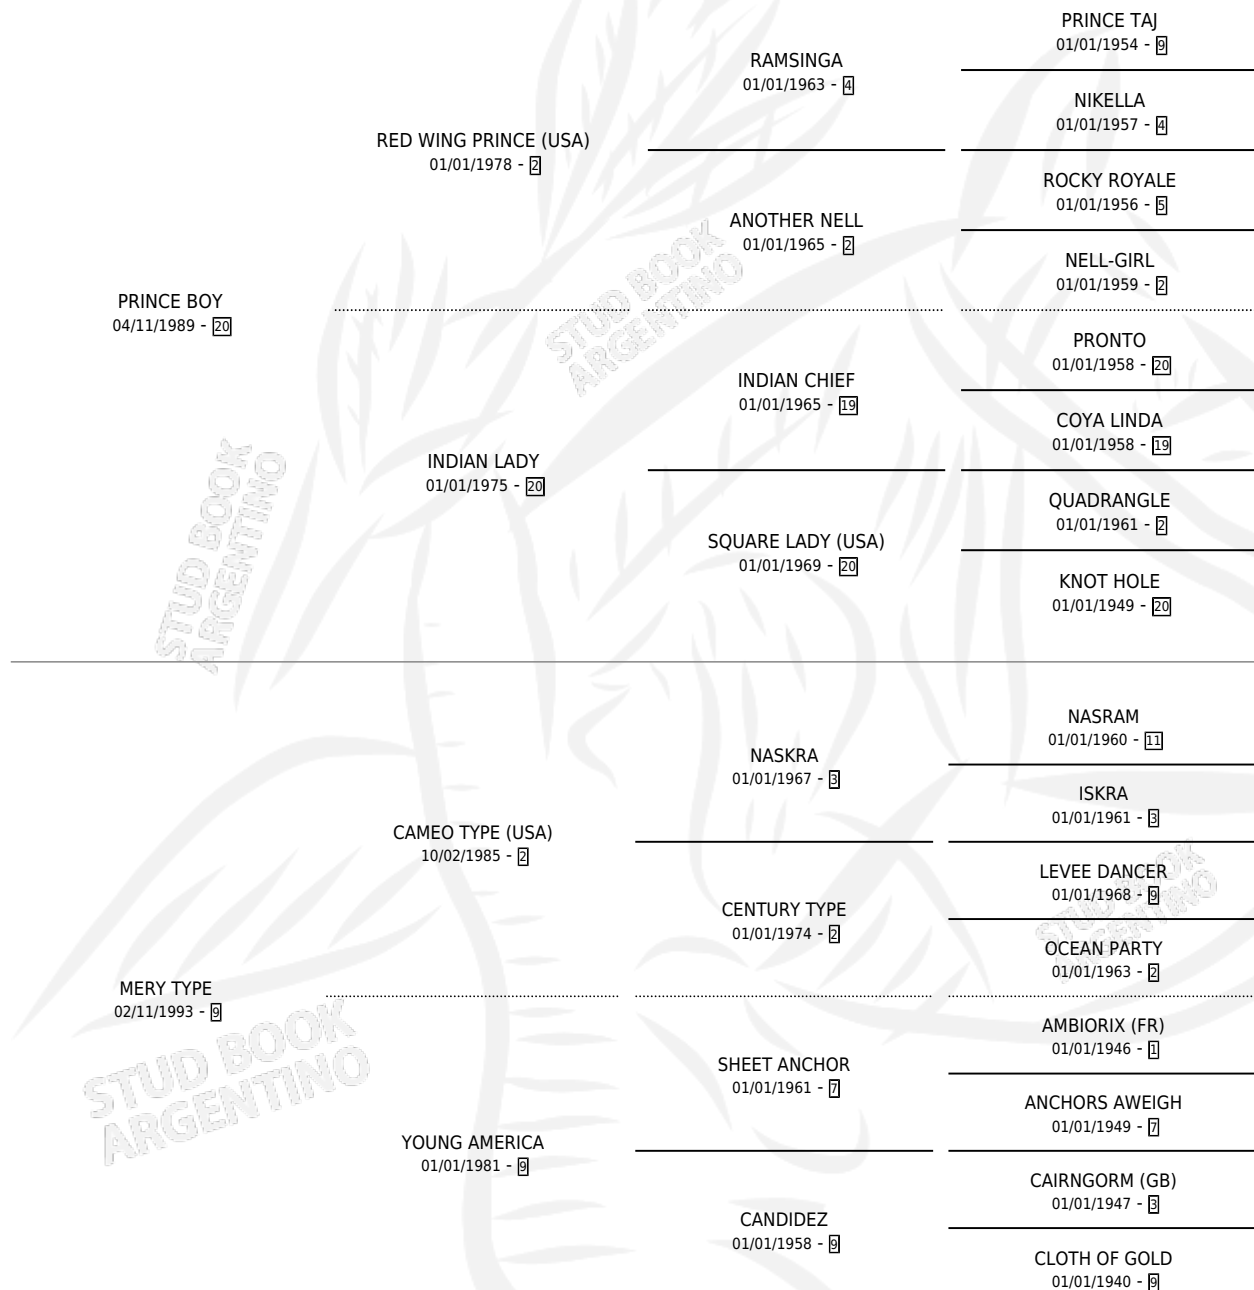 PRINCE TAJ
01/01/1954 - 9
RAMSINGA
01/01/1963 - 4
NIKELLA
01/01/1957 - 4
RED WING PRINCE (USA)
01/01/1978 - 2
ROCKY ROYALE
01/01/1956 - 5
ANOTHER NELL
01/01/1965 - 2
NELL-GIRL
01/01/1959 - 2
PRINCE BOY
04/11/1989 - 20
PRONTO
01/01/1958 - 20
INDIAN CHIEF
01/01/1965 - 19
COYA LINDA
01/01/1958 - 19
INDIAN LADY
01/01/1975 - 20
QUADRANGLE
01/01/1961 - 2
SQUARE LADY (USA)
01/01/1969 - 20
KNOT HOLE
01/01/1949 - 20
NASRAM
01/01/1960 - 11
NASKRA
01/01/1967 - 3
ISKRA
01/01/1961 - 3
CAMEO TYPE (USA)
10/02/1985 - 2
LEVEE DANCER
01/01/1968 - 9
CENTURY TYPE
01/01/1974 - 2
OCEAN PARTY
01/01/1963 - 2
MERY TYPE
02/11/1993 - 9
AMBIORIX (FR)
01/01/1946 - 1
SHEET ANCHOR
01/01/1961 - 7
ANCHORS AWEIGH
01/01/1949 - 7
YOUNG AMERICA
01/01/1981 - 9
CAIRNGORM (GB)
01/01/1947 - 3
CANDIDEZ
01/01/1958 - 9
CLOTH OF GOLD
01/01/1940 - 9
STUD BOOK
ARGENTINO
STUD BOOK
ARGENTINO
STUD BOOK
ARGENTINO
STUD BOOK
ARGENTINO